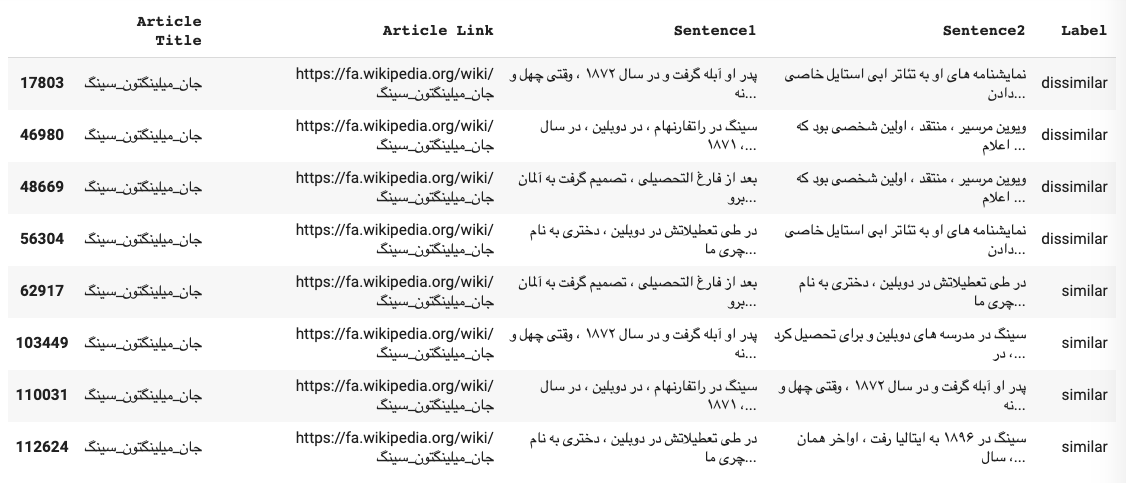 Article
Title
Article Link
Sentence1
Sentence2
Label
17803
جان_میلینگتون_سینگ
https://fa.wikipedia.org/wiki/
جان_میلینگتون_سینگ
پدر او آبله گرفت و در سال ۱۸۷۲ ، وقتی چهل و
نه...
نمایشنامه های او به تئاتر ابی استایل خاصی
دادن...
dissimilar
46980
جان_میلینگتون_سینگ
https://fa.wikipedia.org/wiki/
جان_میلینگتون_سینگ
سینگ در راتفارنهام ، در دوبلین ، در سال
۱۸۷۱ ،...
ویوین مرسیر ، منتقد ، اولین شخصی بود که
اعلام ...
dissimilar
48669
جان_میلینگتون_سینگ
https://fa.wikipedia.org/wiki/
جان_میلینگتون_سینگ
بعد از فارغ التحصیلی ، تصمیم گرفت به آلمان
برو...
ویوین مرسیر ، منتقد ، اولین شخصی بود که
اعلام ...
dissimilar
56304
جان_میلینگتون_سینگ
https://fa.wikipedia.org/wiki/
جان_میلینگتون_سینگ
در طی تعطیلاتش در دوبلین ، دختری به نام
چری ما...
نمایشنامه های او به تئاتر ابی استایل خاصی
دادن...
dissimilar
62917
جان_میلینگتون_سینگ
https://fa.wikipedia.org/wiki/
جان_میلینگتون_سینگ
بعد از فارغ التحصیلی ، تصمیم گرفت به آلمان
برو...
در طی تعطیلاتش در دوبلین ، دختری به نام
چری ما...
similar
103449
جان_میلینگتون_سینگ
https://fa.wikipedia.org/wiki/
جان_میلینگتون_سینگ
پدر او آبله گرفت و در سال ۱۸۷۲ ، وقتی چهل و
نه...
سینگ در مدرسه های دوبلین و برای تحصیل کرد
، در...
similar
110031
جان_میلینگتون_سینگ
https://fa.wikipedia.org/wiki/
جان_میلینگتون_سینگ
سینگ در راتفارنهام ، در دوبلین ، در سال
۱۸۷۱ ،...
پدر او آبله گرفت و در سال ۱۸۷۲ ، وقتی چهل و
نه...
similar
112624
جان_میلینگتون_سینگ
https://fa.wikipedia.org/wiki/
جان_میلینگتون_سینگ
در طی تعطیلاتش در دوبلین ، دختری به نام
چری ما...
سینگ در ۱۸۹۶ به ایتالیا رفت ، اواخر همان
سال ،...
similar